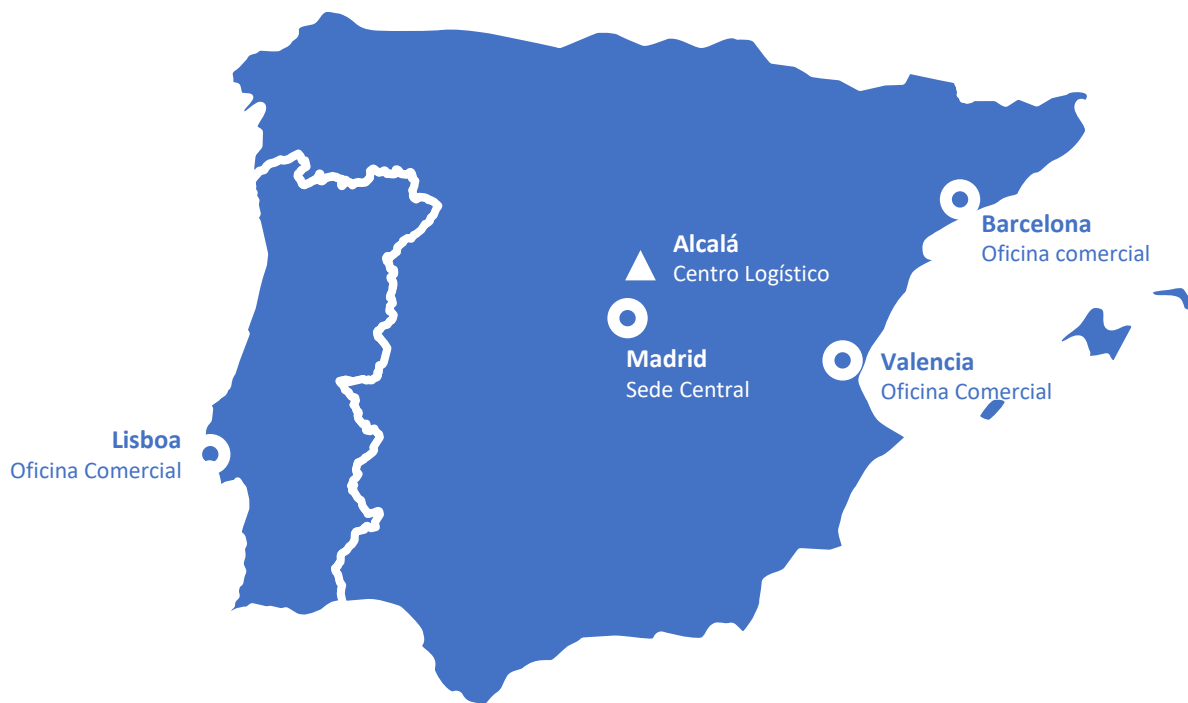 Barcelona
Oficina comercial
Alcalá
Centro Logístico
Madrid
Sede Central
Valencia
Oficina Comercial
Lisboa
Oficina Comercial